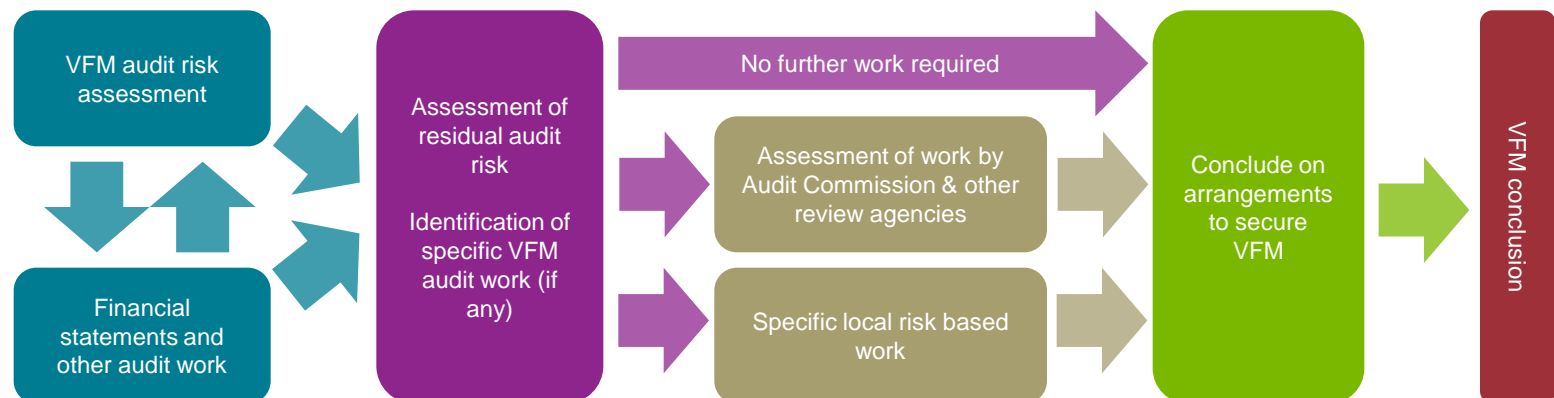 VFM audit risk
assessment
Financial
statements and
other audit work
Assessment of
residual audit
risk
Identification of
specific VFM
audit work (if
any)
No further work required
Assessment of work by
Audit Commission & other
review agencies
Specific local risk based
work
Conclude on
arrangements
to secure
VFM
VFM conclusion